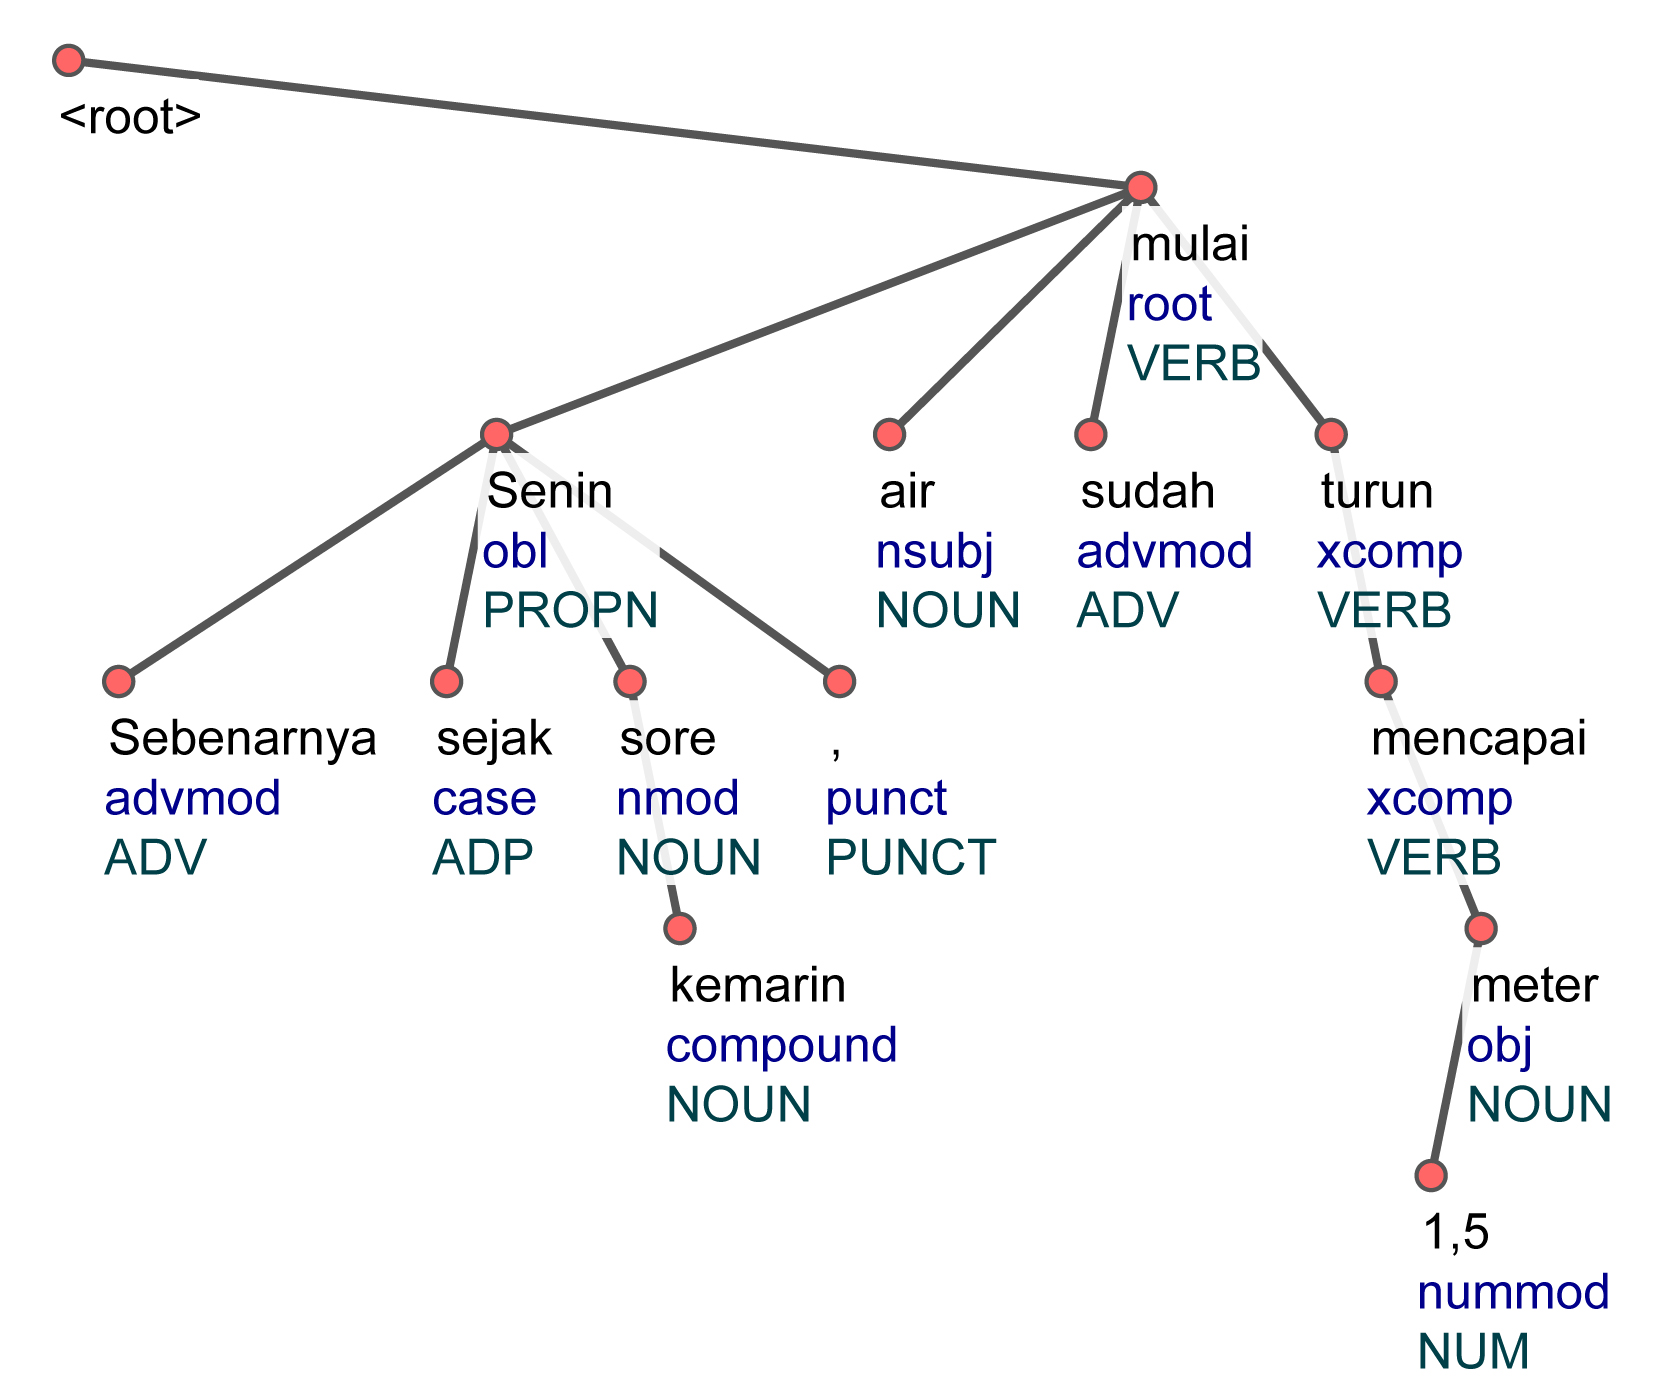 <root>
mulai
root
VERB
Senin
obl
PROPN
air
nsubj
NOUN
sudah
advmod
ADV
turun
xcomp
VERB
Sebenarnya
advmod
ADV
sejak
case
ADP
sore
nmod
NOUN
,
punct
PUNCT
mencapai
xcomp
VERB
kemarin
compound
NOUN
meter
obj
NOUN
1,5
nummod
NUM